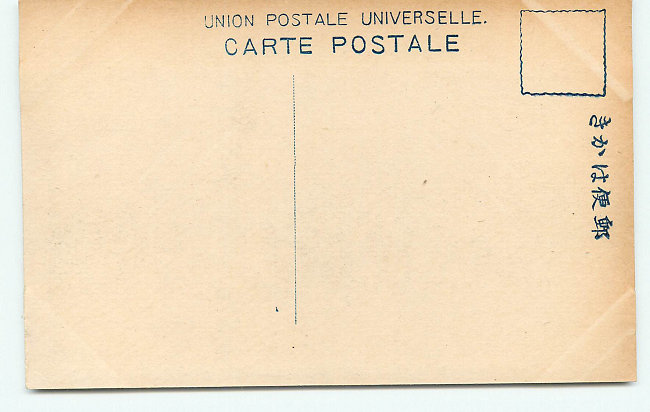 UNION POSTALE UNIVERSELLE.
CARTE POSTALE
郵便はかき